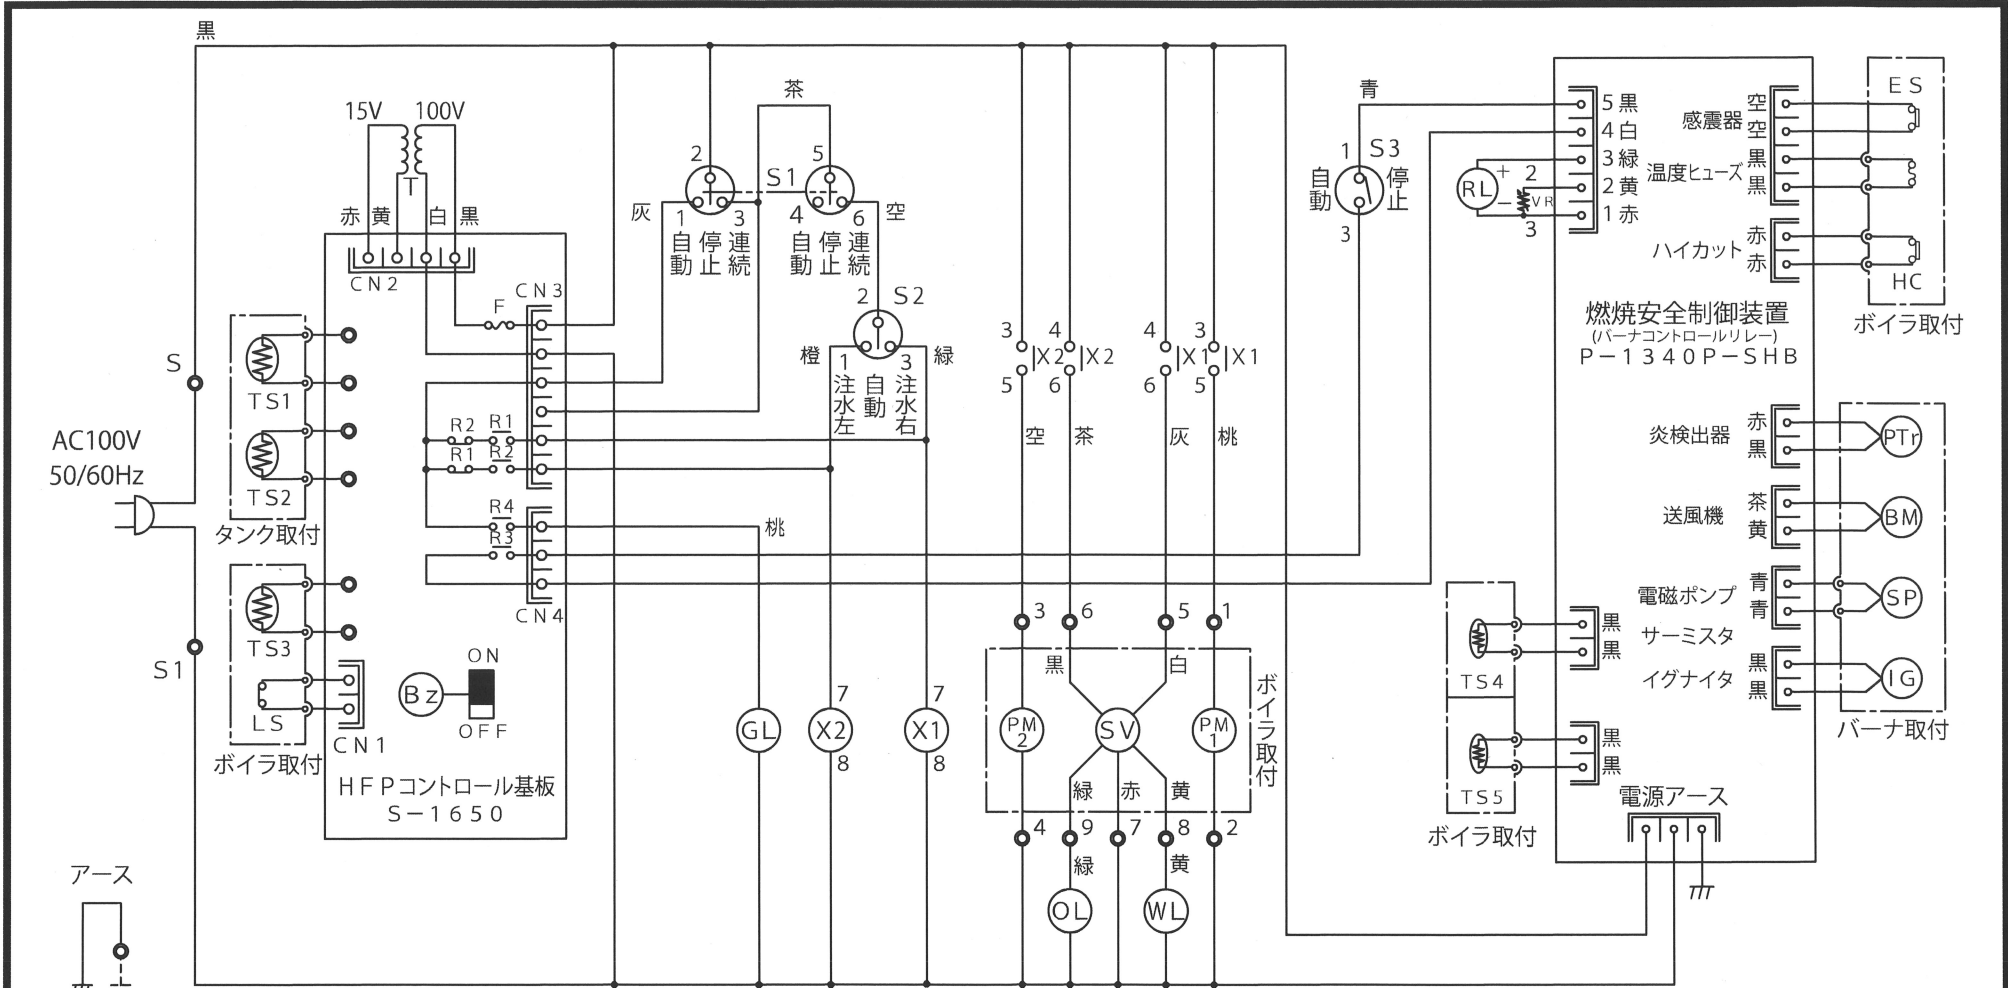 黒
茶
青
15V 100V
T
赤 黄 白 黒
CN2
2 5
S1
灰 1 3 4 6 空
自動 停止 連続
自動 停止 連続
F
CN3
2 S2
橙 1 3 緑
注水左 自動 注水右
R2 R1
R1 R2
R4
R3
桃
CN4
S
AC100V
50/60Hz
S1
TS1
TS2
タンク取付
TS3
LS
CN1
ボイラ取付
Bz
ON
OFF
HFPコントロール基板
S-1650
アース
GL
7
X2
8
7
X1
8
3 4 4 3
X2 X2 X1 X1
5 6 6 5
空 茶 灰 桃
3 6 5 1
黒 白
PM2 SV PM1
ボイラ取付
緑 赤 黄
4 9 7 8 2
緑 黄
OL WL
1 S3
自動 停止
3
RL
+
−
2
VR
3
5黒
4白
3緑
2黄
1赤
感震器
空
空
温度ヒューズ
黒
黒
ハイカット
赤
赤
ES
HC
ボイラ取付
燃焼安全制御装置
(バーナコントロールリレー)
P-1340P-SHB
炎検出器
赤
黒
PTr
送風機
茶
黄
BM
電磁ポンプ
青
青
SP
サーミスタ
黒
黒
TS4
イグナイタ
黒
黒
IG
バーナ取付
黒
黒
TS5
ボイラ取付
電源アース